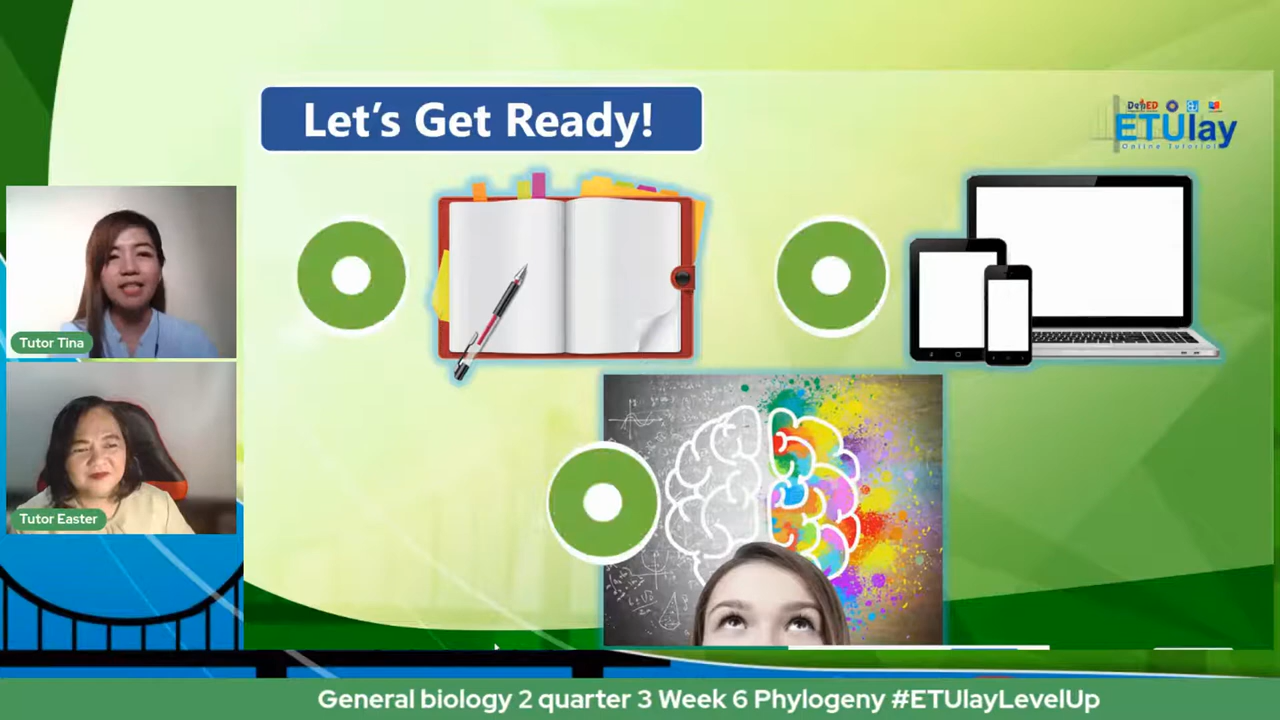 Let's Get Ready!
DepED
ETUlay
Online Tutorial
Tutor Tina
Tutor Easter
General biology 2 quarter 3 Week 6 Phylogeny #ETUlayLevelUp